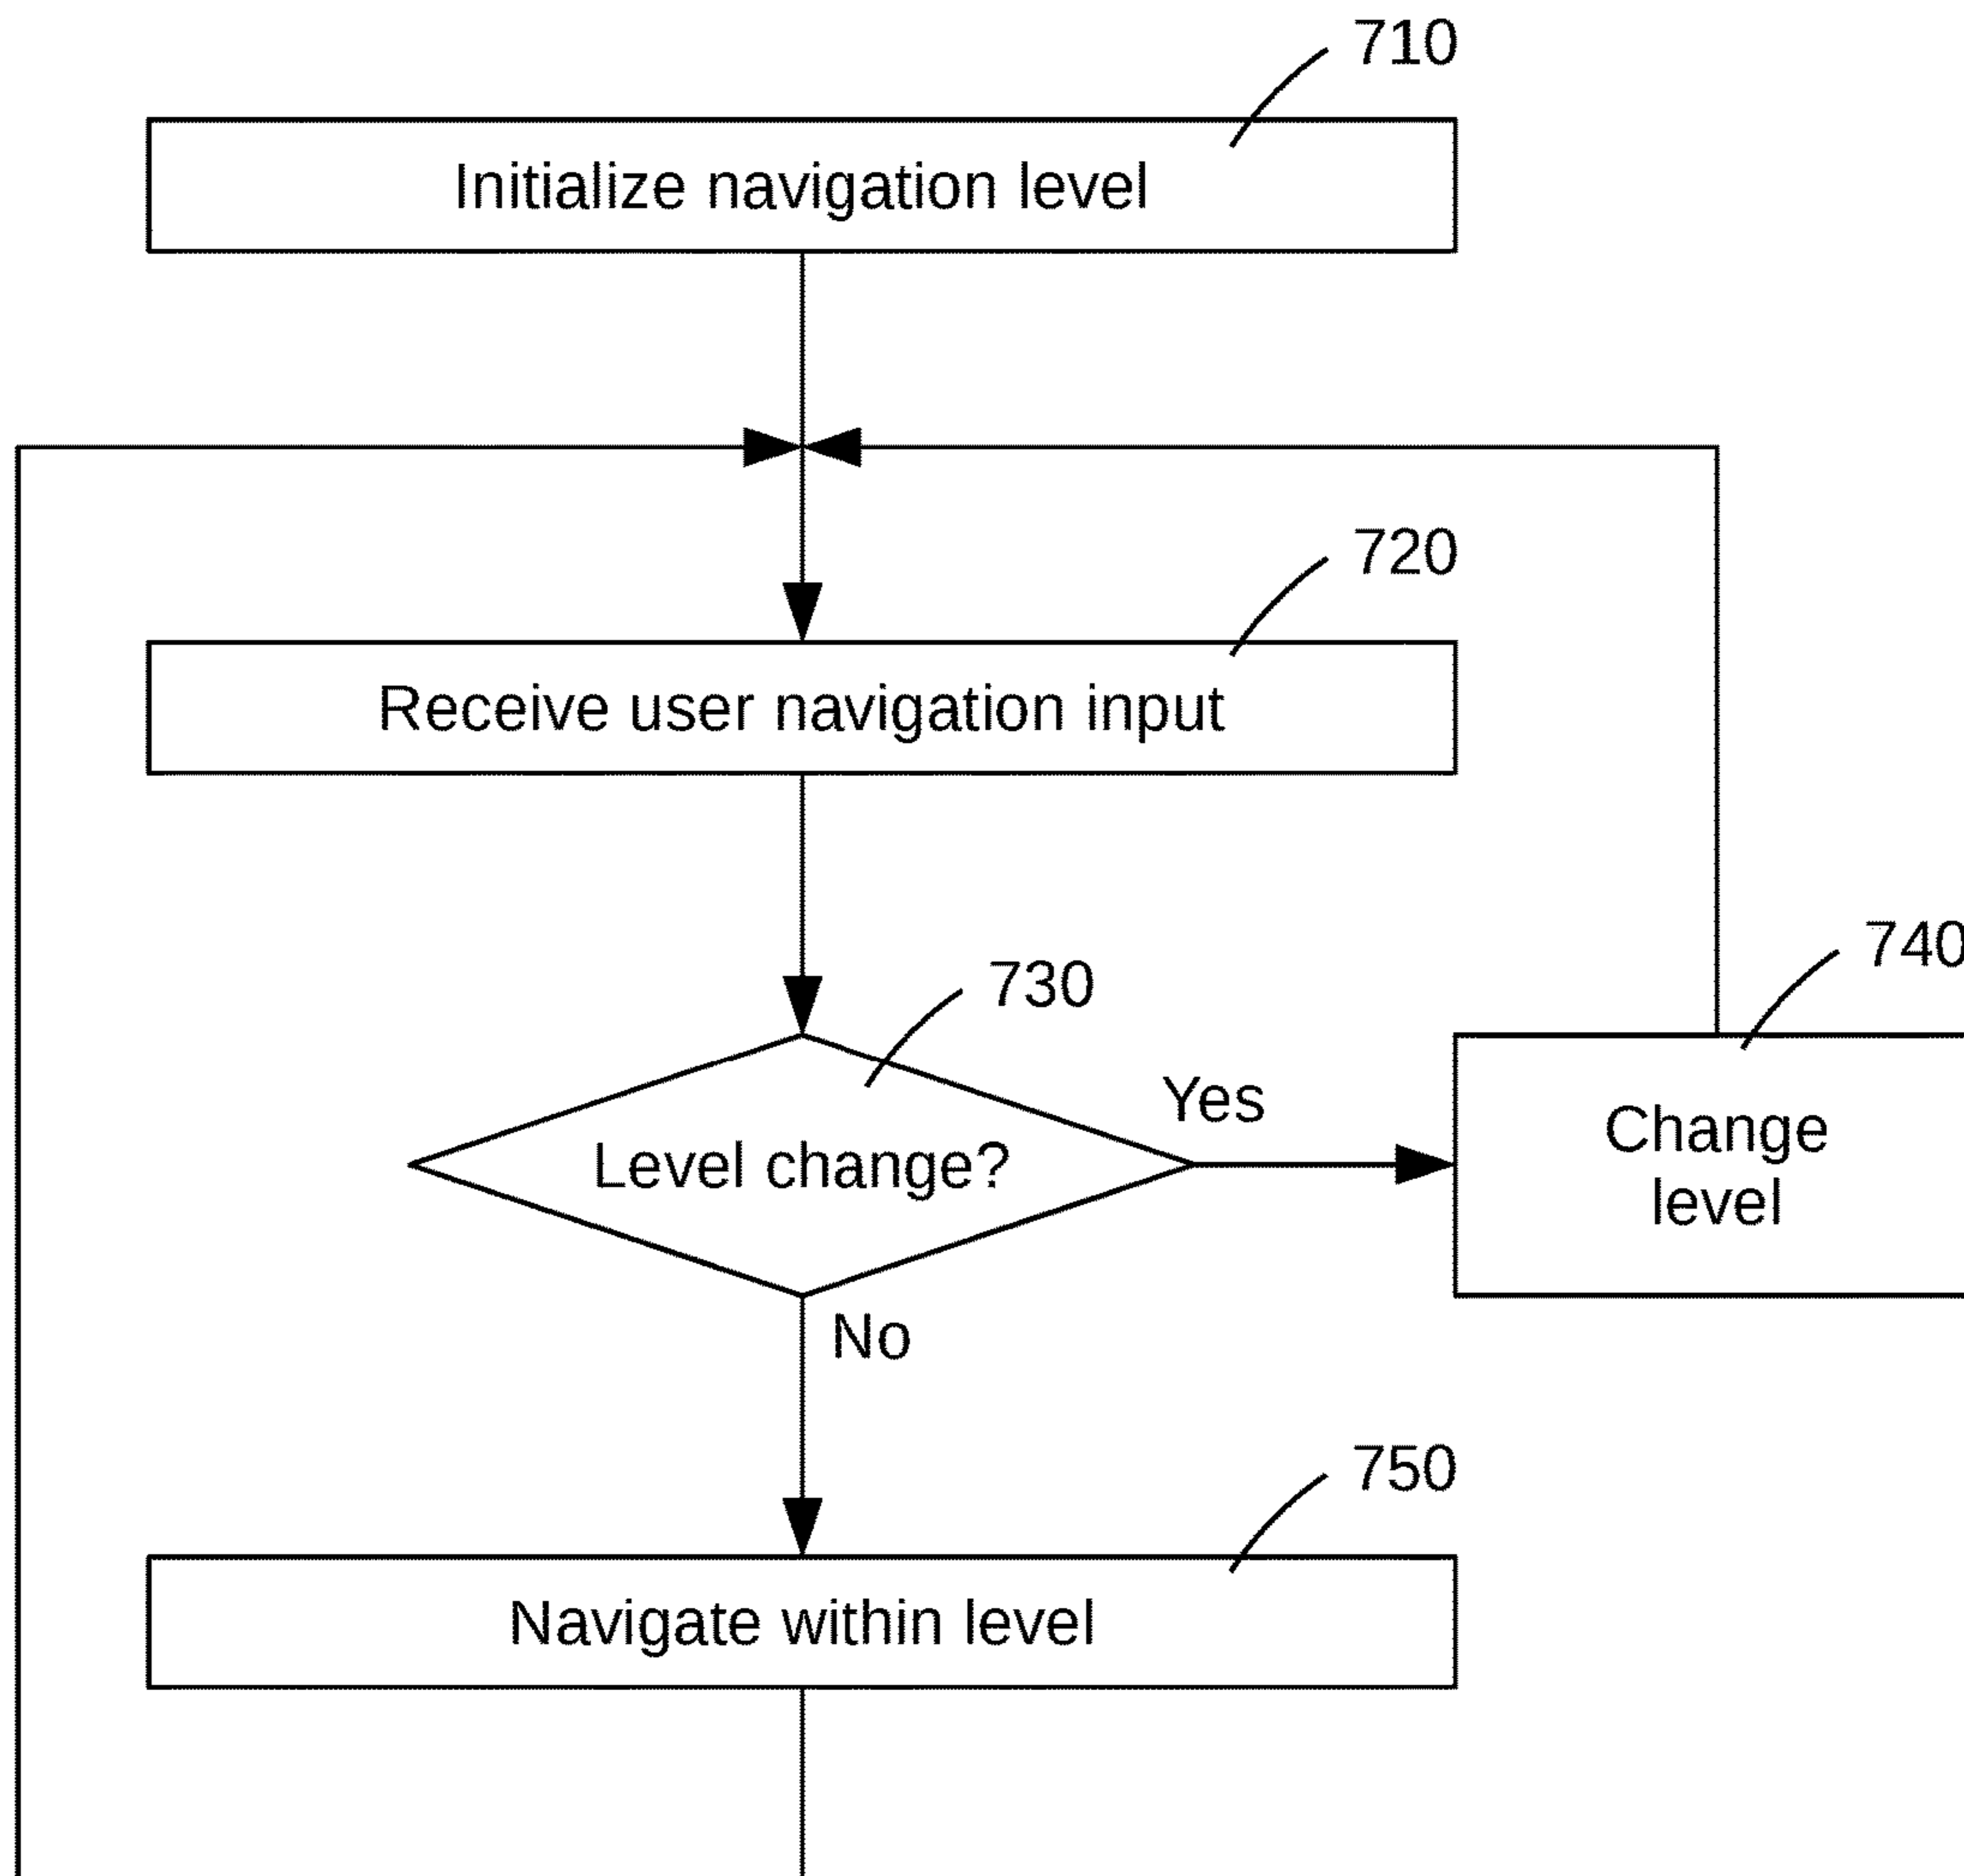 710
Initialize navigation level
720
Receive user navigation input
730
740
Level change?
Yes
Change
level
No
750
Navigate within level